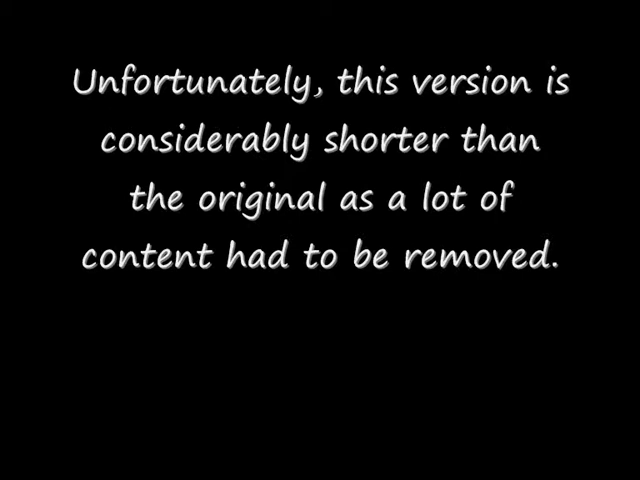 Unfortunately, this version is
considerably shorter than
the original as a lot of
content had to be removed.